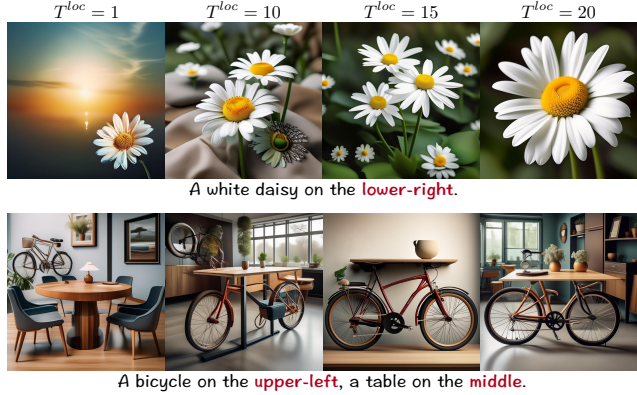 T^{loc} = 1 T^{loc} = 10 T^{loc} = 15 T^{loc} = 20
A white daisy on the lower-right.
A bicycle on the upper-left, a table on the middle.